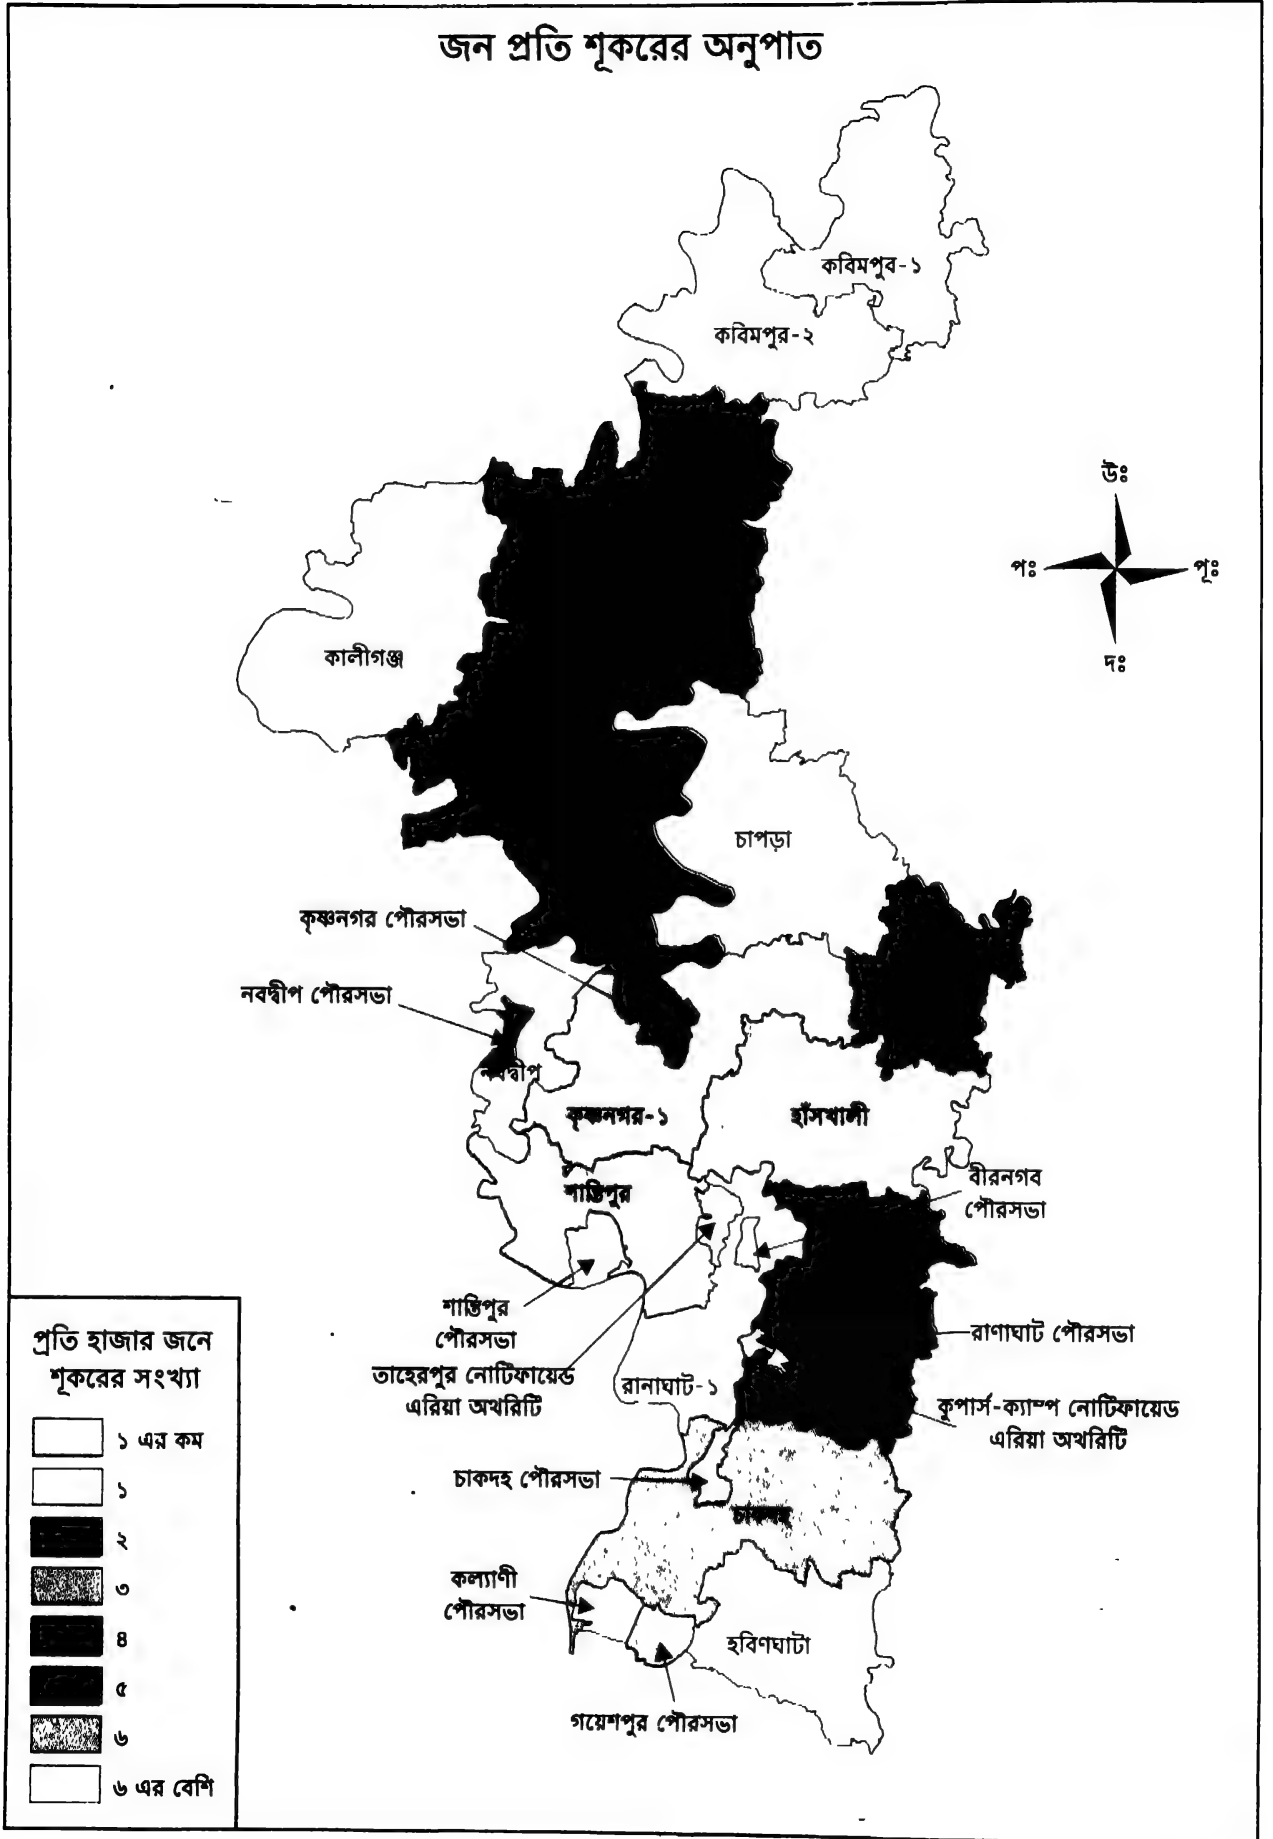 জন প্রতি শূকরের অনুপাত
কবিমপুব-১
কবিমপুর-২
উঃ
পঃ
পূঃ
দঃ
কালীগঞ্জ
চাপড়া
কৃষ্ণনগর পৌরসভা
নবদ্বীপ পৌরসভা
নবদ্বীপ
কৃষ্ণনগর-১
হাঁসখালী
শান্তিপুর
বীরনগব
পৌরসভা
শান্তিপুর
পৌরসভা
রাণাঘাট পৌরসভা
তাহেরপুর নোটিফায়েড
এরিয়া অথরিটি
রানাঘাট-১
কুপার্স-ক্যাম্প নোটিফায়েড
এরিয়া অথরিটি
চাকদহ পৌরসভা
চাকদহ
কল্যাণী
পৌরসভা
হবিণঘাটা
গয়েশপুর পৌরসভা
প্রতি হাজার জনে
শূকরের সংখ্যা
১ এর কম
১
২
৩
৪
৫
৬
৬ এর বেশি